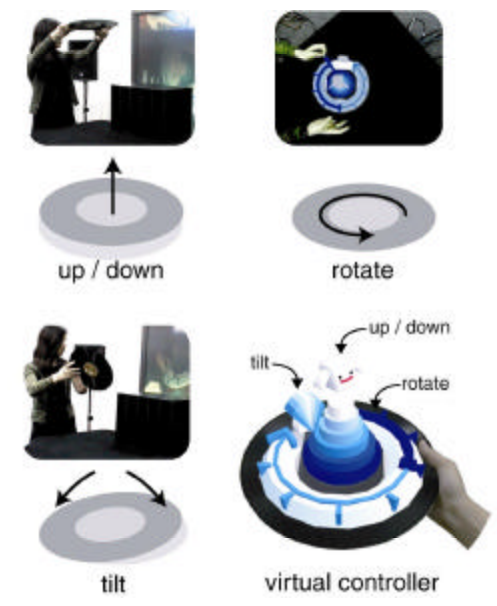 up / down
rotate
up / down
tilt
rotate
tilt
virtual controller